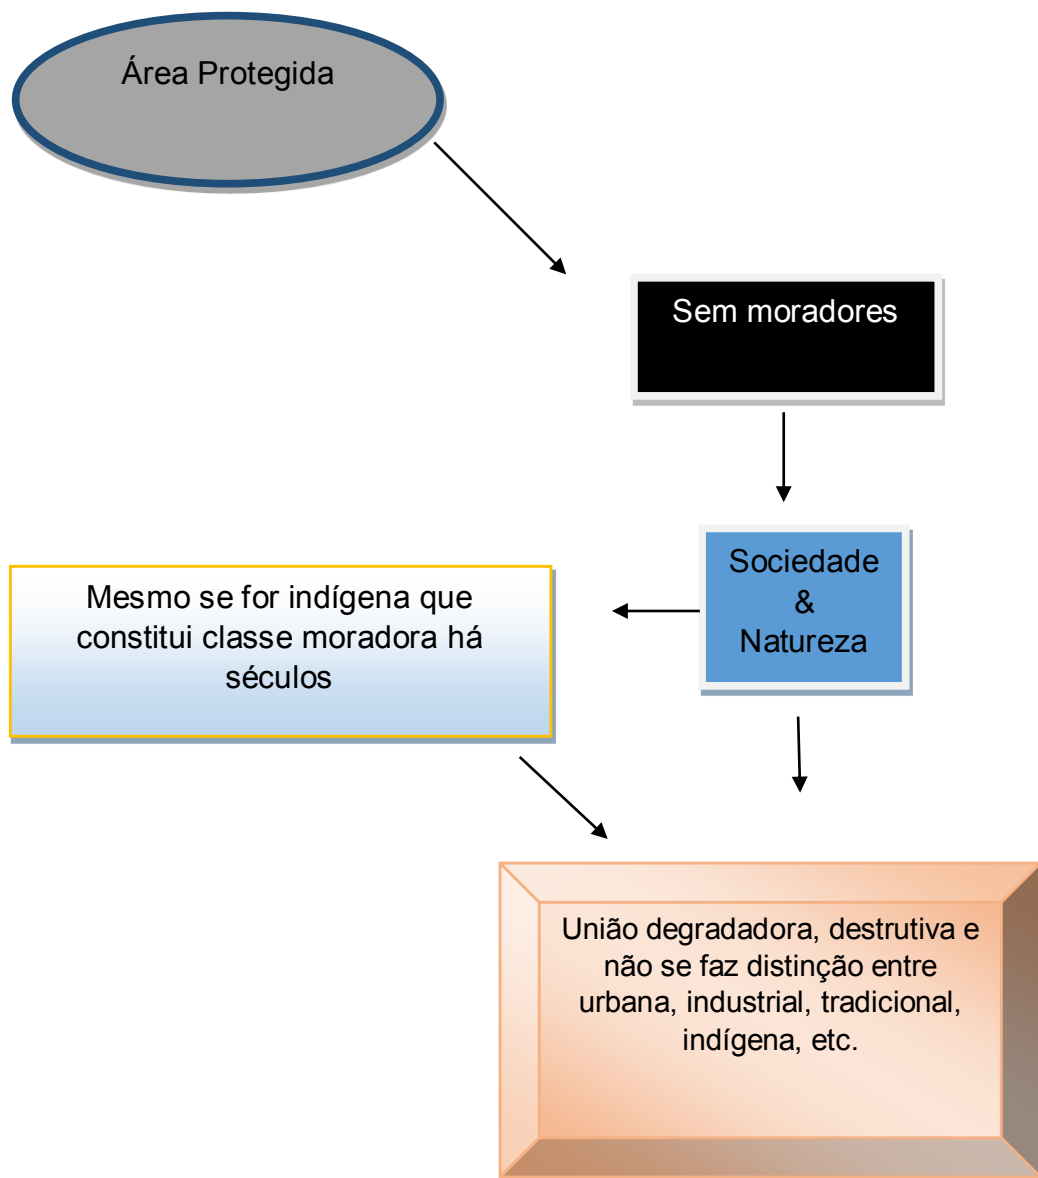 Área Protegida
Sem moradores
Sociedade
&
Natureza
Mesmo se for indígena que
constitui classe moradora há
séculos
União degradadora, destrutiva e
não se faz distinção entre
urbana, industrial, tradicional,
indígena, etc.